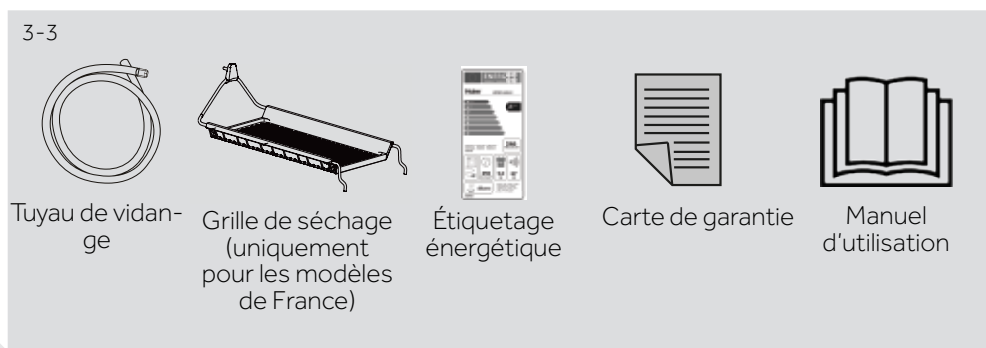 3-3
Tuyau de vidan-
ge
Grille de séchage
(uniquement
pour les modèles
de France)
Étiquetage
énergétique
Carte de garantie
Manuel
d'utilisation